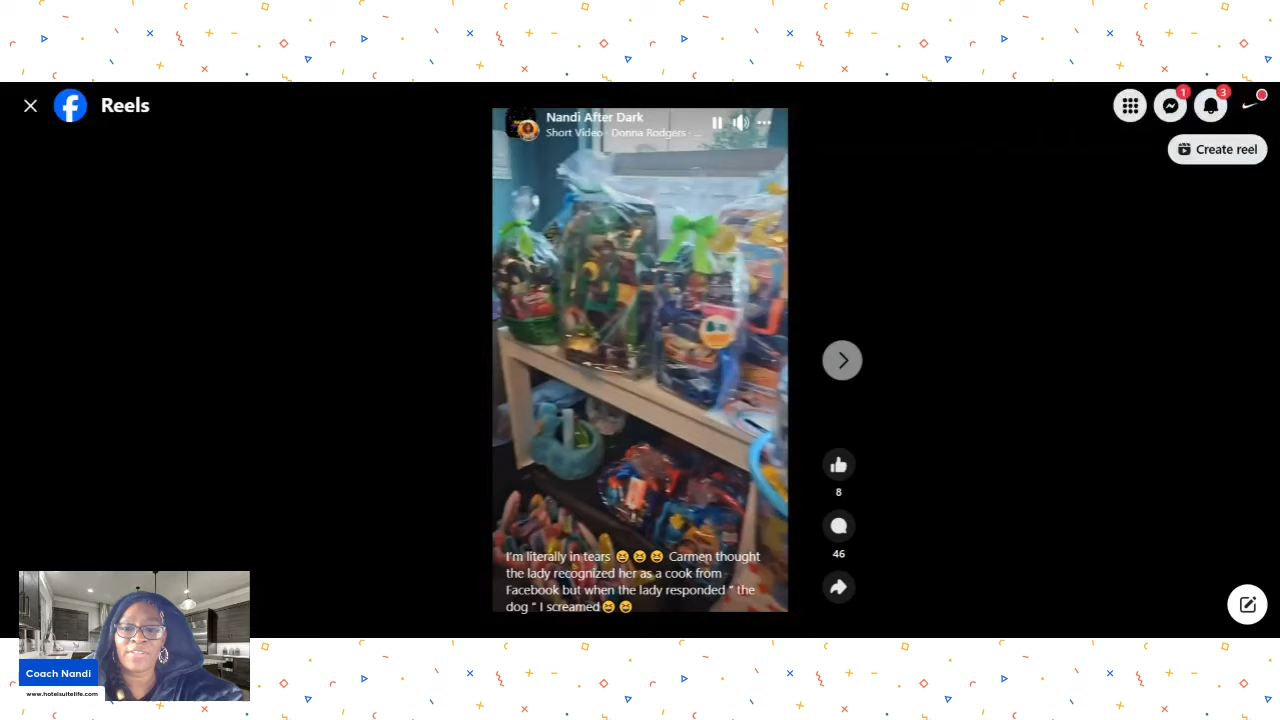 Reels
1
3
Create reel
Nandi After Dark
Short Video · Donna Rodgers · ...
8
46
I'm literally in tears 😆 😆 😆 Carmen thought
the lady recognized her as a cook from
Facebook but when the lady responded " the
dog " I screamed😆 😆
Coach Nandi
www.hotelsuitelife.com